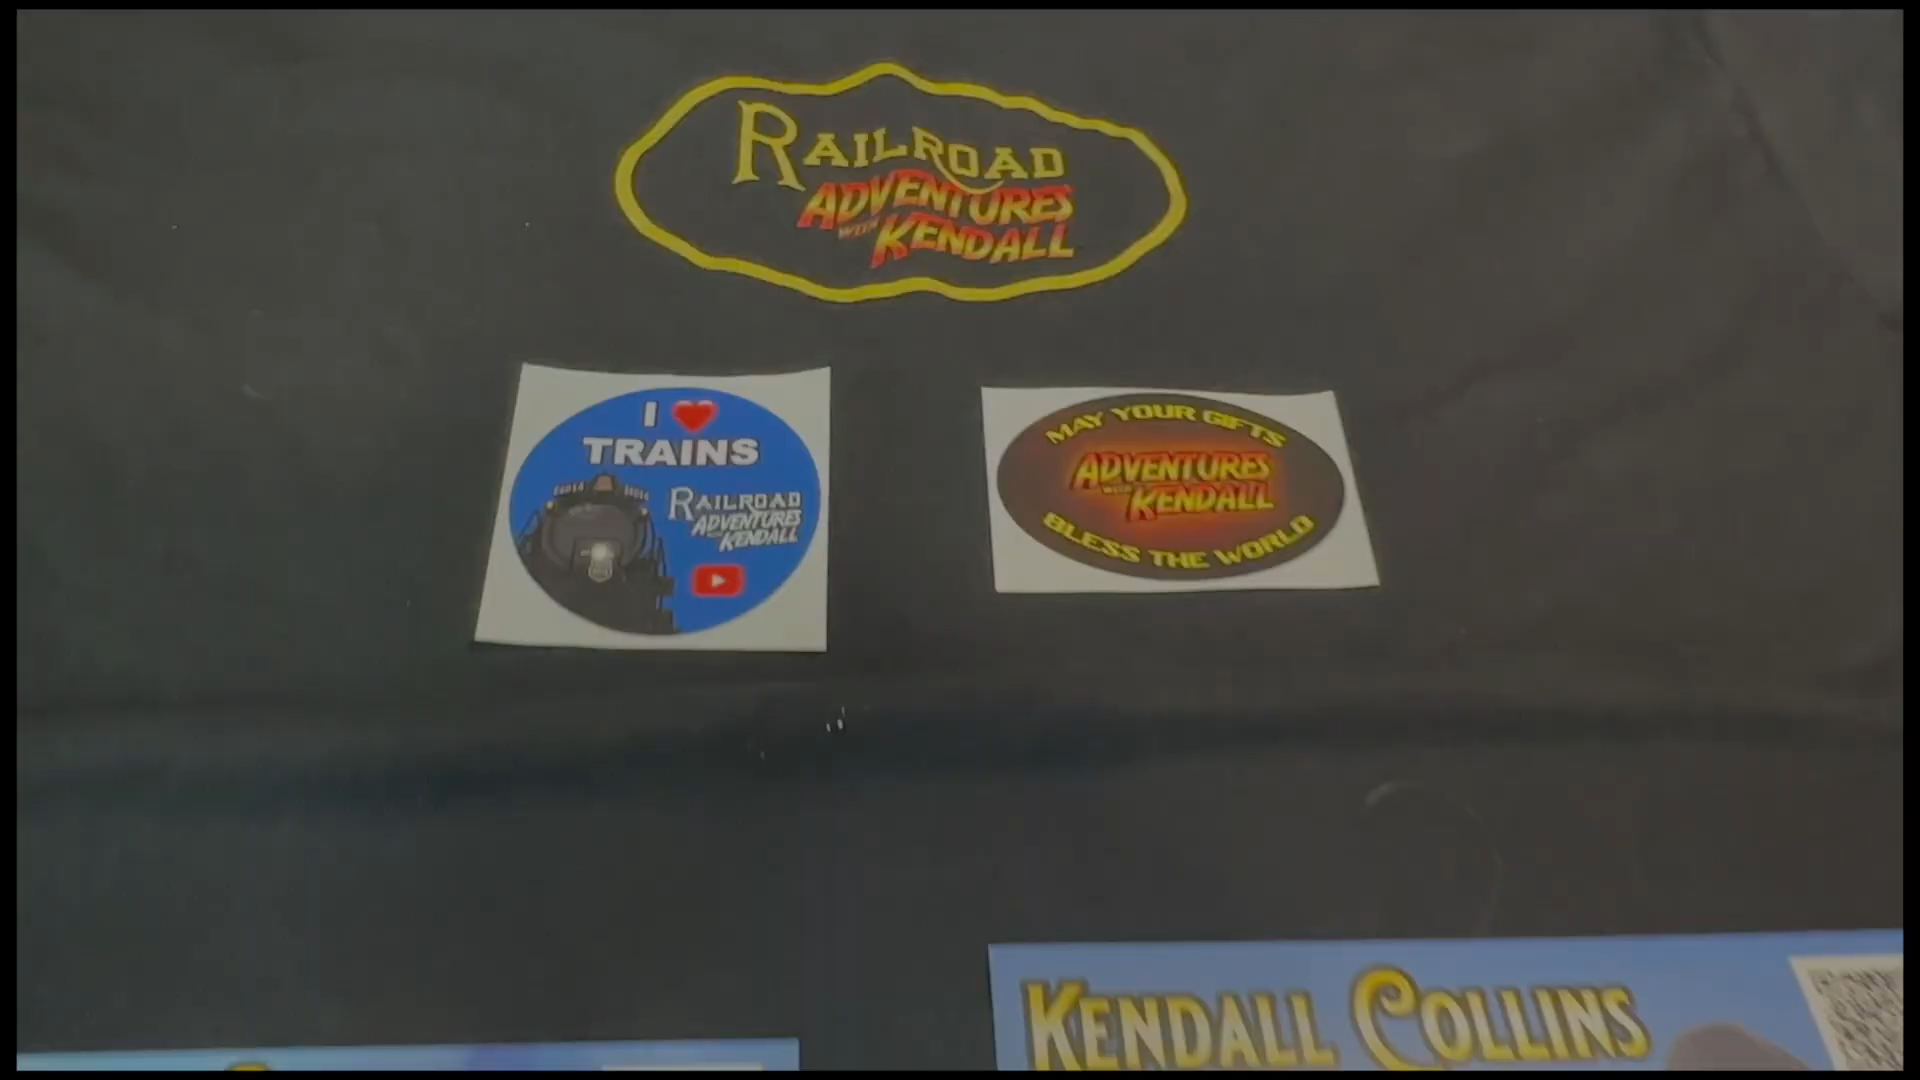 RAILROAD
ADVENTURES
WITH KENDALL
I ❤
TRAINS
RAILROAD
ADVENTURES
KENDALL
MAY YOUR GIFTS
ADVENTURES
WITH KENDALL
BLESS THE WORLD
KENDALL COLLINS